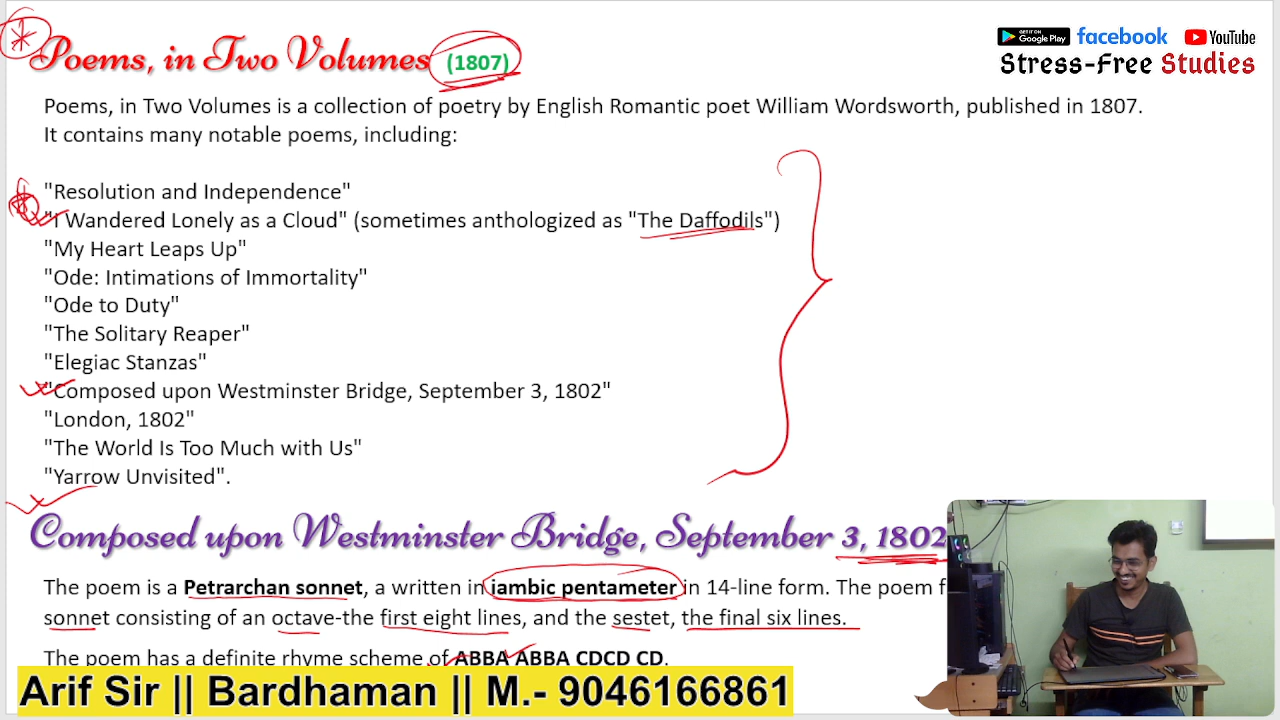 Poems, in Two Volumes (1807)
GET IT ON Google Play facebook YouTube
Stress-Free Studies
Poems, in Two Volumes is a collection of poetry by English Romantic poet William Wordsworth, published in 1807.
It contains many notable poems, including:
"Resolution and Independence"
"I Wandered Lonely as a Cloud" (sometimes anthologized as "The Daffodils")
"My Heart Leaps Up"
"Ode: Intimations of Immortality"
"Ode to Duty"
"The Solitary Reaper"
"Elegiac Stanzas"
"Composed upon Westminster Bridge, September 3, 1802"
"London, 1802"
"The World Is Too Much with Us"
"Yarrow Unvisited".
Composed upon Westminster Bridge, September 3, 1802
The poem is a Petrarchan sonnet, a written in iambic pentameter in 14-line form. The poem f
sonnet consisting of an octave-the first eight lines, and the sestet, the final six lines.
The poem has a definite rhyme scheme of ABBA ABBA CDCD CD.
Arif Sir || Bardhaman || M.- 9046166861